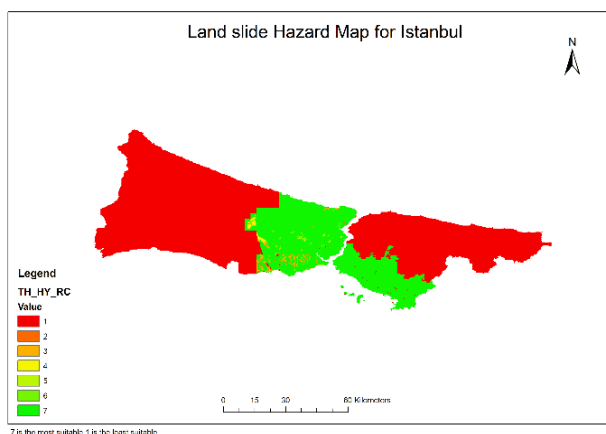 Land slide Hazard Map for Istanbul
N
Legend
TH_HY_RC
Value
1
2
3
4
5
6
7
0 15 30 60 Kilometers
7 is the most suitable 1 is the least suitable